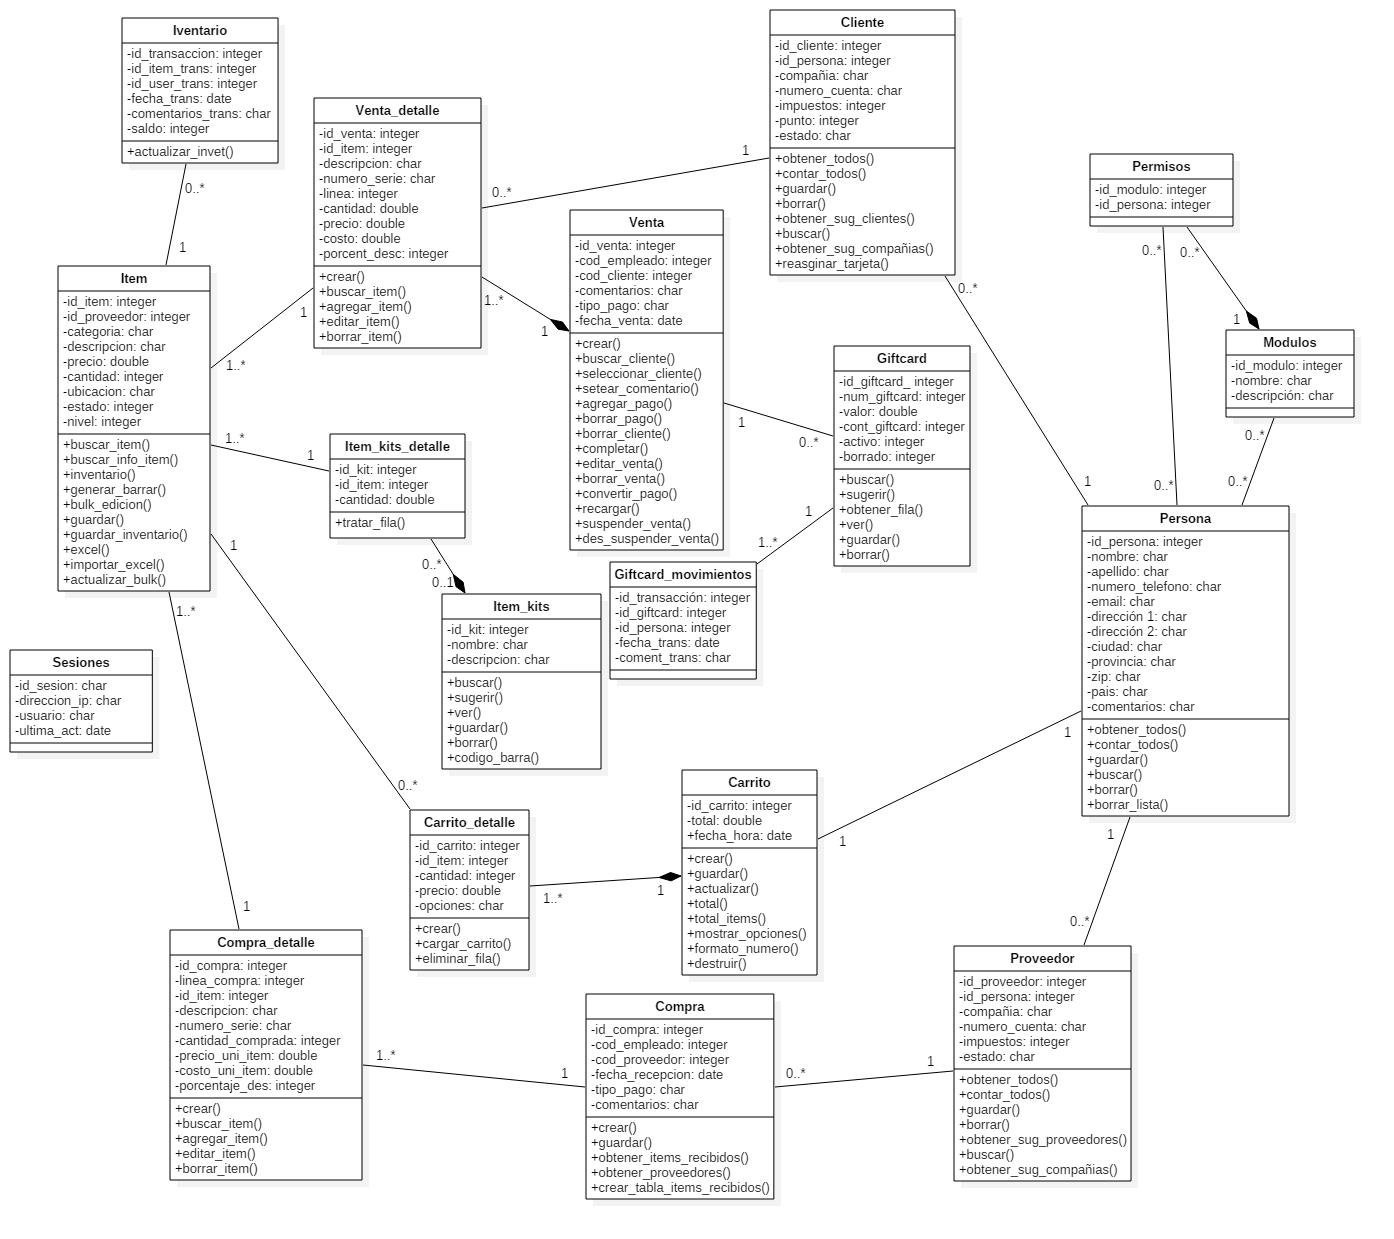 Iventario
-id_transaccion: integer
-id_item_trans: integer
-id_user_trans: integer
-fecha_trans: date
-comentarios_trans: char
-saldo: integer
+actualizar_invet()
0..*
1
Item
-id_item: integer
-id_proveedor: integer
-categoria: char
-descripcion: char
-precio: double
-cantidad: integer
-ubicacion: char
-estado: integer
-nivel: integer
+buscar_item()
+buscar_info_item()
+inventario()
+generar_barrar()
+bulk_edicion()
+guardar()
+guardar_inventario()
+excel()
+importar_excel()
+actualizar_bulk()
1
1..*
1..*
1
1
0..*
1..*
1
Venta_detalle
-id_venta: integer
-id_item: integer
-descripcion: char
-numero_serie: char
-linea: integer
-cantidad: double
-precio: double
-costo: double
-porcent_desc: integer
+crear()
+buscar_item()
+agregar_item()
+editar_item()
+borrar_item()
0..*
1
1..*
1
Venta
-id_venta: integer
-cod_empleado: integer
-cod_cliente: integer
-comentarios: char
-tipo_pago: char
-fecha_venta: date
+crear()
+buscar_cliente()
+seleccionar_cliente()
+setear_comentario()
+agregar_pago()
+borrar_pago()
+borrar_cliente()
+completar()
+editar_venta()
+borrar_venta()
+convertir_pago()
+recargar()
+suspender_venta()
+des_suspender_venta()
1
0..*
Cliente
-id_cliente: integer
-id_persona: integer
-compañia: char
-numero_cuenta: char
-impuestos: integer
-punto: integer
-estado: char
+obtener_todos()
+contar_todos()
+guardar()
+borrar()
+obtener_sug_clientes()
+buscar()
+obtener_sug_compañias()
+reasginar_tarjeta()
0..*
1
Permisos
-id_modulo: integer
-id_persona: integer
0..*
0..*
1
0..*
Modulos
-id_modulo: integer
-nombre: char
-descripción: char
0..*
0..*
Giftcard
-id_giftcard_ integer
-num_giftcard: integer
-valor: double
-cont_giftcard: integer
-activo: integer
-borrado: integer
+buscar()
+sugerir()
+obtener_fila()
+ver()
+guardar()
+borrar()
1
1..*
Giftcard_movimientos
-id_transacción: integer
-id_giftcard: integer
-id_persona: integer
-fecha_trans: date
-coment_trans: char
Item_kits_detalle
-id_kit: integer
-id_item: integer
-cantidad: double
+tratar_fila()
0..*
0..1
Item_kits
-id_kit: integer
-nombre: char
-descripcion: char
+buscar()
+sugerir()
+ver()
+guardar()
+borrar()
+codigo_barra()
Sesiones
-id_sesion: char
-direccion_ip: char
-usuario: char
-ultima_act: date
Persona
-id_persona: integer
-nombre: char
-apellido: char
-numero_telefono: char
-email: char
-dirección 1: char
-dirección 2: char
-ciudad: char
-provincia: char
-zip: char
-pais: char
-comentarios: char
+obtener_todos()
+contar_todos()
+guardar()
+buscar()
+borrar()
+borrar_lista()
1
1
1
0..*
Carrito_detalle
-id_carrito: integer
-id_item: integer
-cantidad: integer
-precio: double
-opciones: char
+crear()
+cargar_carrito()
+eliminar_fila()
1..*
1
Carrito
-id_carrito: integer
-total: double
+fecha_hora: date
+crear()
+guardar()
+actualizar()
+total()
+total_items()
+mostrar_opciones()
+formato_numero()
+destruir()
Compra_detalle
-id_compra: integer
-linea_compra: integer
-id_item: integer
-descripcion: char
-numero_serie: char
-cantidad_comprada: integer
-precio_uni_item: double
-costo_uni_item: double
-porcentaje_des: integer
+crear()
+buscar_item()
+agregar_item()
+editar_item()
+borrar_item()
1..*
1
Compra
-id_compra: integer
-cod_empleado: integer
-cod_proveedor: integer
-fecha_recepcion: date
-tipo_pago: char
-comentarios: char
+crear()
+guardar()
+obtener_items_recibidos()
+obtener_proveedores()
+crear_tabla_items_recibidos()
0..*
1
Proveedor
-id_proveedor: integer
-id_persona: integer
-compañia: char
-numero_cuenta: char
-impuestos: integer
-estado: char
+obtener_todos()
+contar_todos()
+guardar()
+borrar()
+obtener_sug_proveedores()
+buscar()
+obtener_sug_compañias()